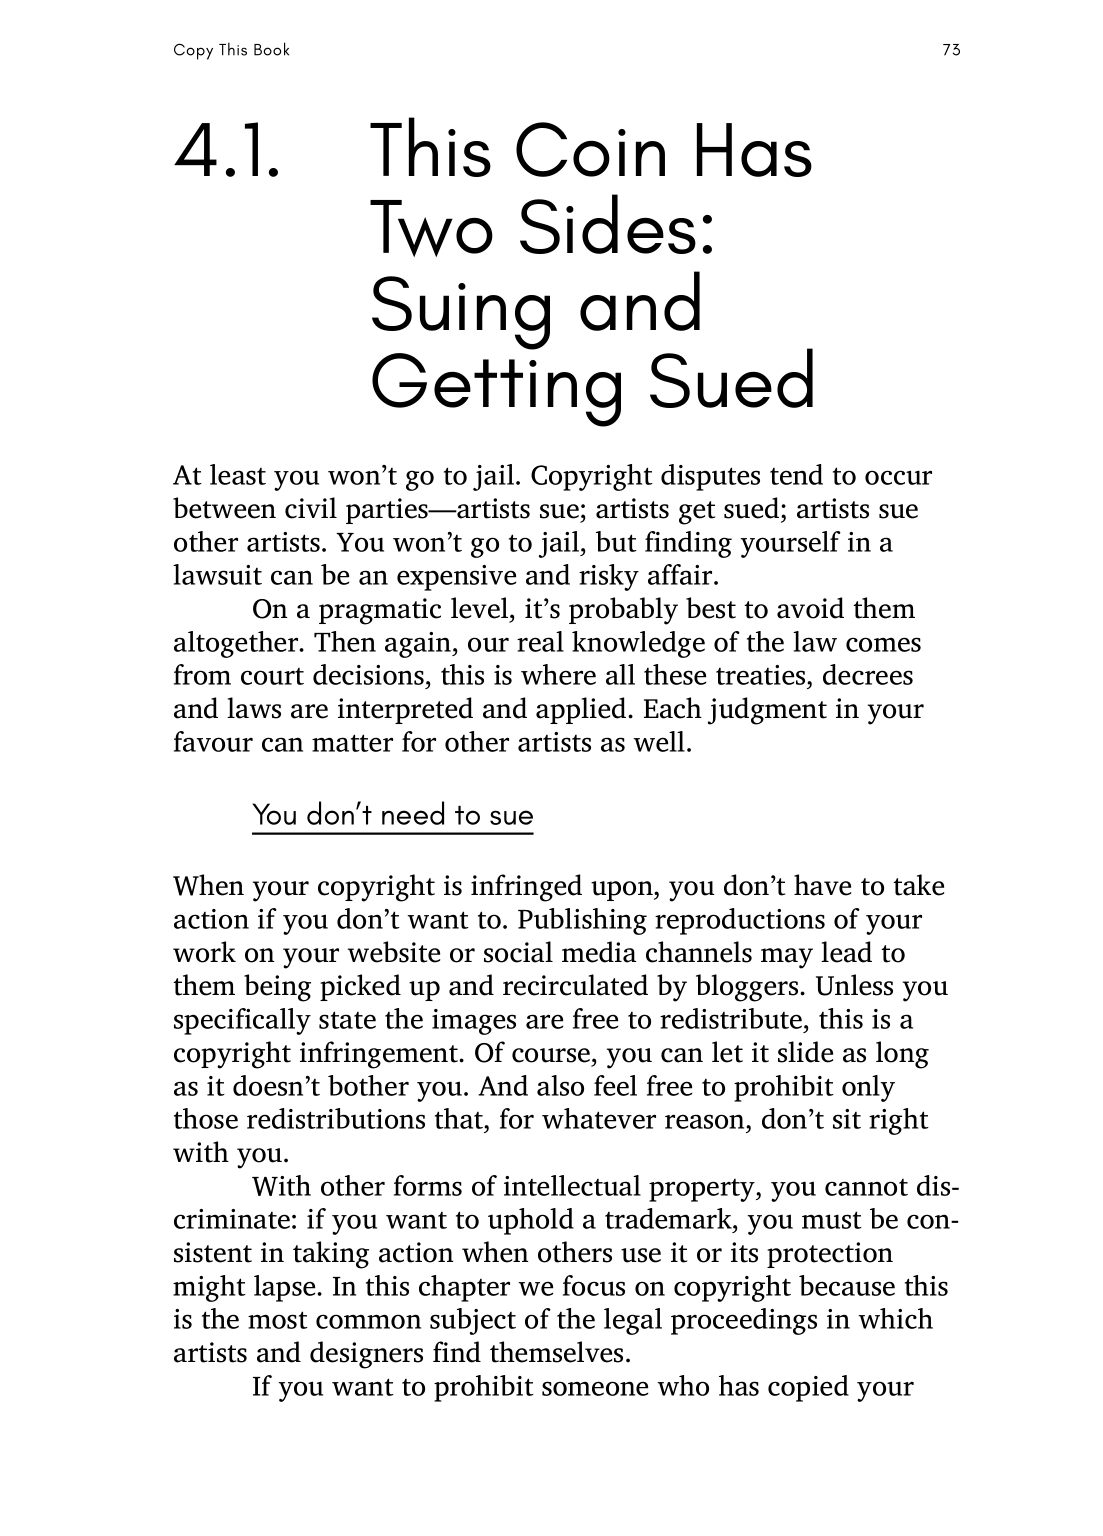 Copy This Book 73
4.1. This Coin Has
Two Sides:
Suing and
Getting Sued
At least you won’t go to jail. Copyright disputes tend to occur
between civil parties—artists sue; artists get sued; artists sue
other artists. You won’t go to jail, but finding yourself in a
lawsuit can be an expensive and risky affair.
On a pragmatic level, it’s probably best to avoid them
altogether. Then again, our real knowledge of the law comes
from court decisions, this is where all these treaties, decrees
and laws are interpreted and applied. Each judgment in your
favour can matter for other artists as well.
You don’t need to sue
When your copyright is infringed upon, you don’t have to take
action if you don’t want to. Publishing reproductions of your
work on your website or social media channels may lead to
them being picked up and recirculated by bloggers. Unless you
specifically state the images are free to redistribute, this is a
copyright infringement. Of course, you can let it slide as long
as it doesn’t bother you. And also feel free to prohibit only
those redistributions that, for whatever reason, don’t sit right
with you.
With other forms of intellectual property, you cannot dis-
criminate: if you want to uphold a trademark, you must be con-
sistent in taking action when others use it or its protection
might lapse. In this chapter we focus on copyright because this
is the most common subject of the legal proceedings in which
artists and designers find themselves.
If you want to prohibit someone who has copied your